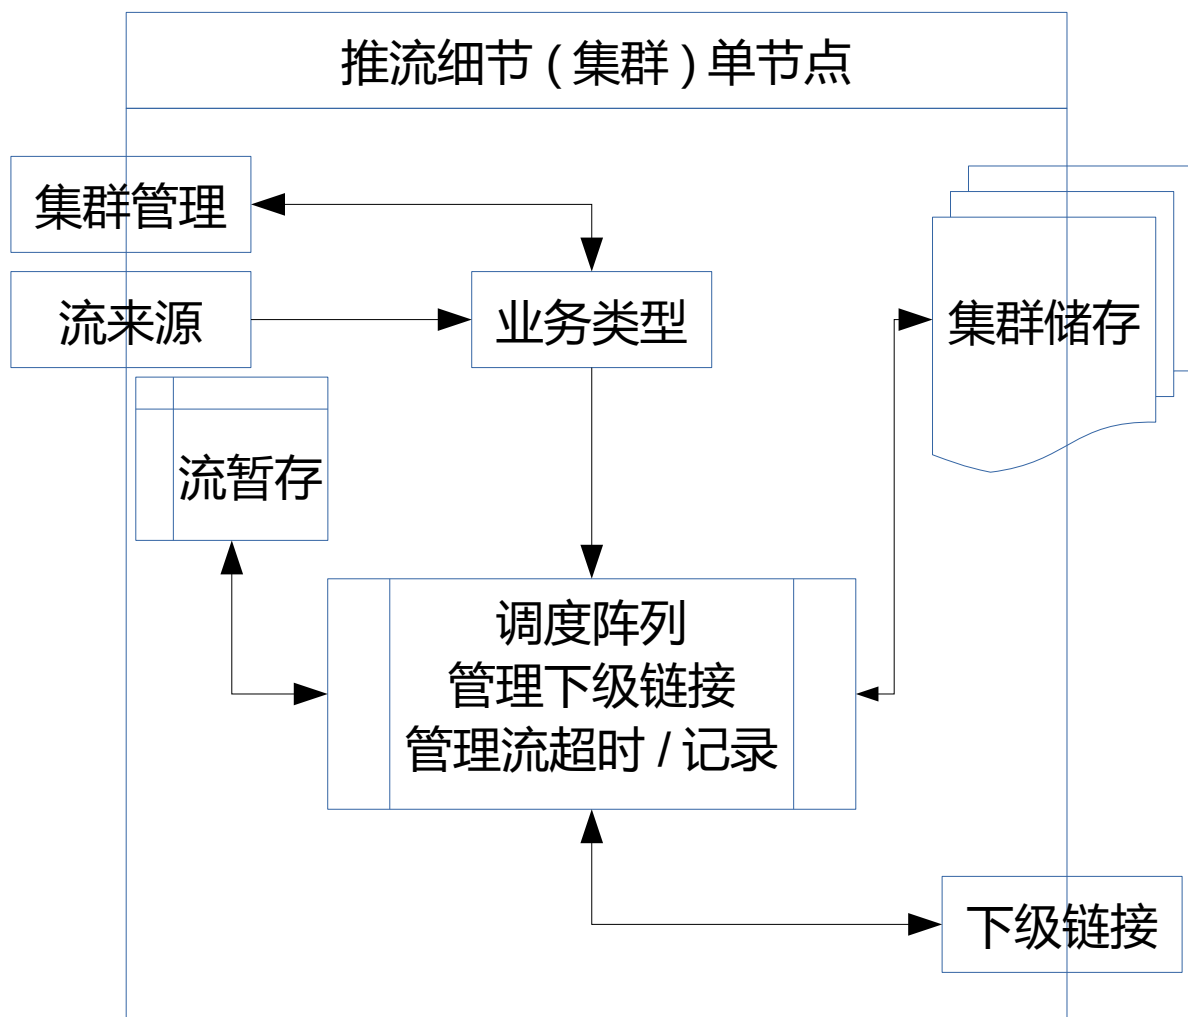 推流细节 ( 集群 ) 单节点
集群管理
流来源
业务类型
集群储存
流暂存
调度阵列
管理下级链接
管理流超时 / 记录
下级链接